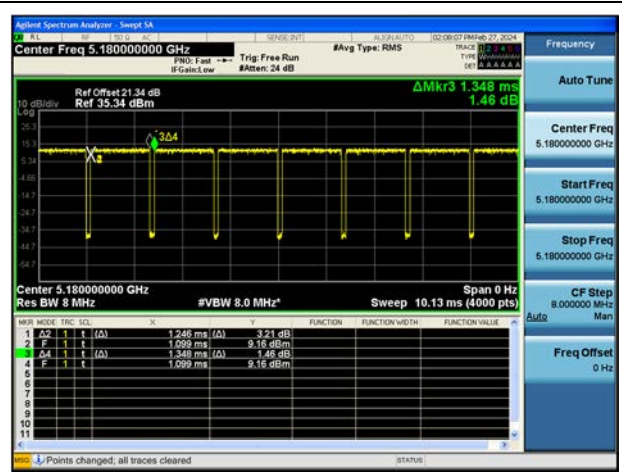 Agilent Spectrum Analyzer - Swept SA
RL RF 50 Ω AC SENSE:INT ALIGNAUTO 02:08:07 PM Feb 27, 2024
Center Freq 5.180000000 GHz
PNO: Fast
IFGain:Low
Trig: Free Run
#Atten: 24 dB
#Avg Type: RMS
TRACE 1 2 3 4 5 6
TYPE
DET A A A A A A
Frequency
ΔMkr3 1.348 ms
1.46 dB
Ref Offset 21.34 dB
Ref 35.34 dBm
10 dB/div
Log
25.3
15.3
5.34
-4.66
-14.7
-24.7
-34.7
-44.7
-54.7
3Δ4
Auto Tune
Center Freq
5.180000000 GHz
Start Freq
5.180000000 GHz
Stop Freq
5.180000000 GHz
CF Step
8.000000 MHz
Auto Man
Freq Offset
0 Hz
Center 5.180000000 GHz Span 0 Hz
Res BW 8 MHz #VBW 8.0 MHz* Sweep 10.13 ms (4000 pts)
MKR MODE TRC SCL X Y FUNCTION FUNCTION WIDTH FUNCTION VALUE
1 Δ2 1 t (Δ) 1.246 ms (Δ) 3.21 dB
2 F 1 t 1.099 ms 9.16 dBm
3 Δ4 1 t (Δ) 1.348 ms (Δ) 1.46 dB
4 F 1 t 1.099 ms 9.16 dBm
5
6
7
8
9
10
11
MSG Points changed; all traces cleared STATUS